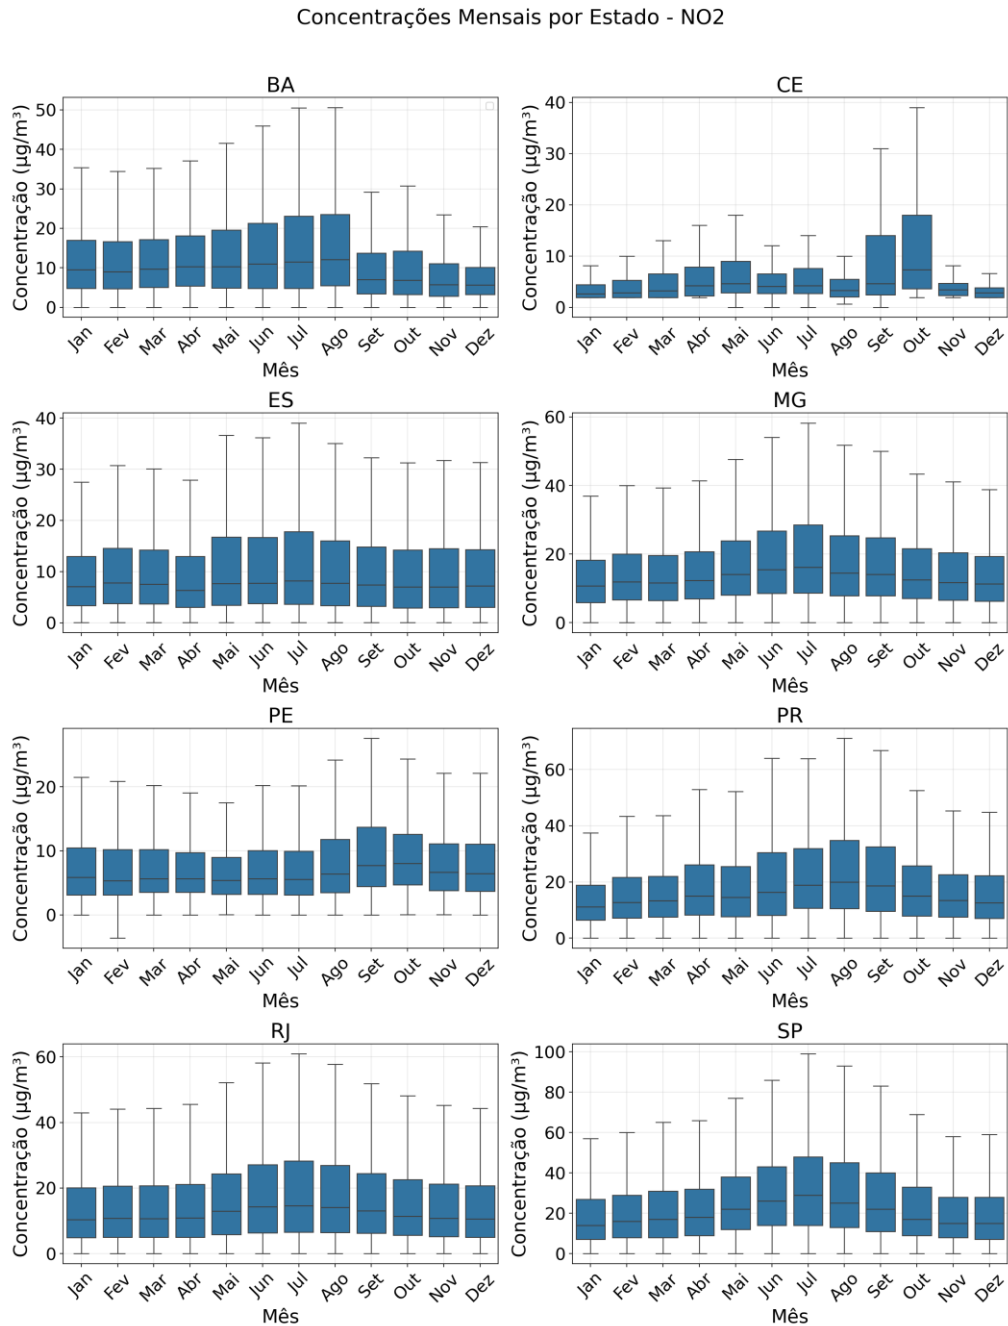 Concentrações Mensais por Estado - NO2
BA
Concentração (µg/m³)
50
40
30
20
10
0
Jan Fev Mar Abr Mai Jun Jul Ago Set Out Nov Dez
Mês
CE
Concentração (µg/m³)
40
30
20
10
0
Jan Fev Mar Abr Mai Jun Jul Ago Set Out Nov Dez
Mês
ES
Concentração (µg/m³)
40
30
20
10
0
Jan Fev Mar Abr Mai Jun Jul Ago Set Out Nov Dez
Mês
MG
Concentração (µg/m³)
60
40
20
0
Jan Fev Mar Abr Mai Jun Jul Ago Set Out Nov Dez
Mês
PE
Concentração (µg/m³)
20
10
0
Jan Fev Mar Abr Mai Jun Jul Ago Set Out Nov Dez
Mês
PR
Concentração (µg/m³)
60
40
20
0
Jan Fev Mar Abr Mai Jun Jul Ago Set Out Nov Dez
Mês
RJ
Concentração (µg/m³)
60
40
20
0
Jan Fev Mar Abr Mai Jun Jul Ago Set Out Nov Dez
Mês
SP
Concentração (µg/m³)
100
80
60
40
20
0
Jan Fev Mar Abr Mai Jun Jul Ago Set Out Nov Dez
Mês